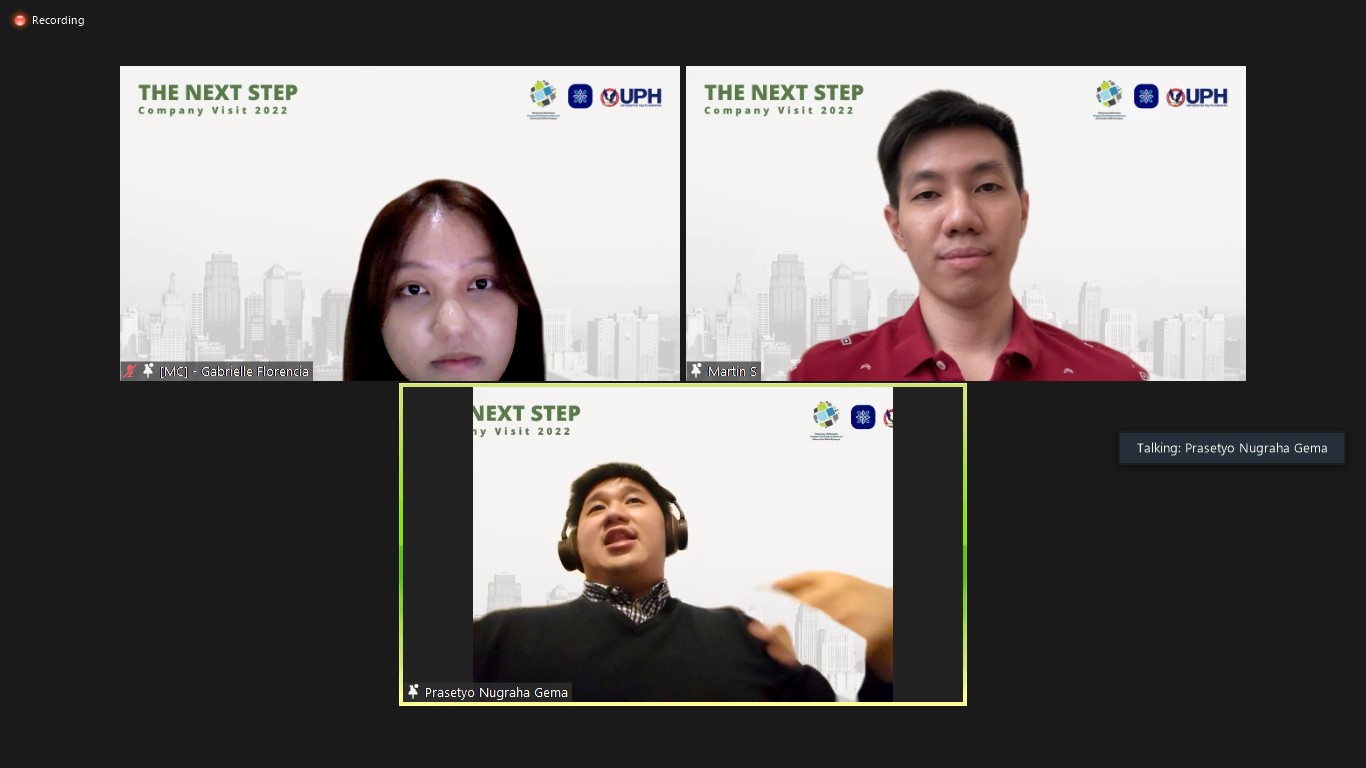 Recording
THE NEXT STEP
Company Visit 2022
UPH
THE NEXT STEP
Company Visit 2022
UPH
[MC] - Gabrielle Florencia
Martin S
NEXT STEP
ny Visit 2022
Talking: Prasetyo Nugraha Gema
Prasetyo Nugraha Gema